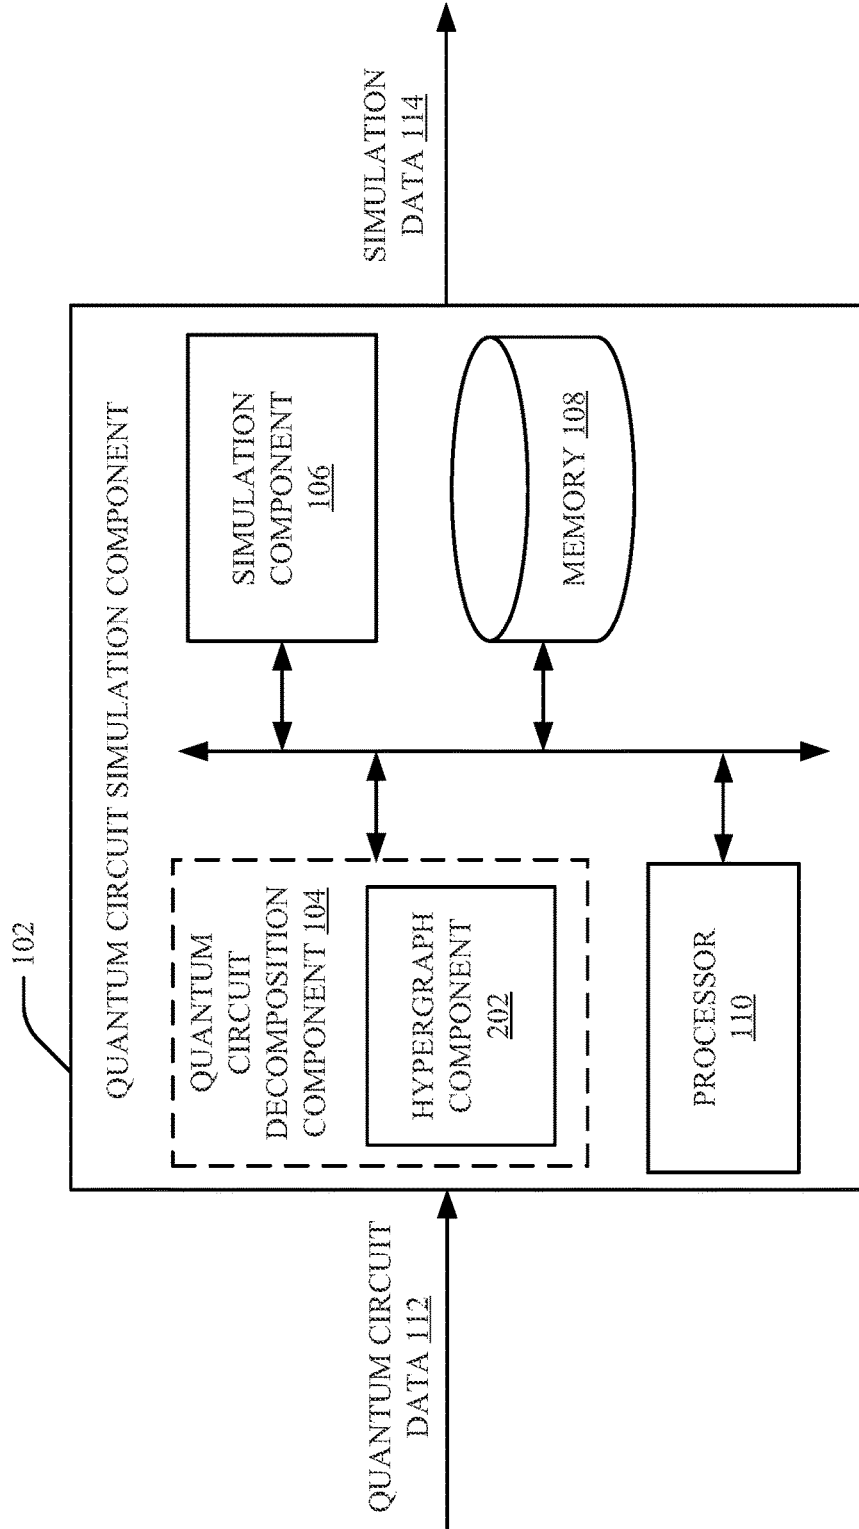 102
QUANTUM CIRCUIT SIMULATION COMPONENT
QUANTUM
CIRCUIT
DECOMPOSITION
COMPONENT 104
HYPERGRAPH
COMPONENT
202
SIMULATION
COMPONENT
106
PROCESSOR
110
MEMORY 108
QUANTUM CIRCUIT
DATA 112
SIMULATION
DATA 114